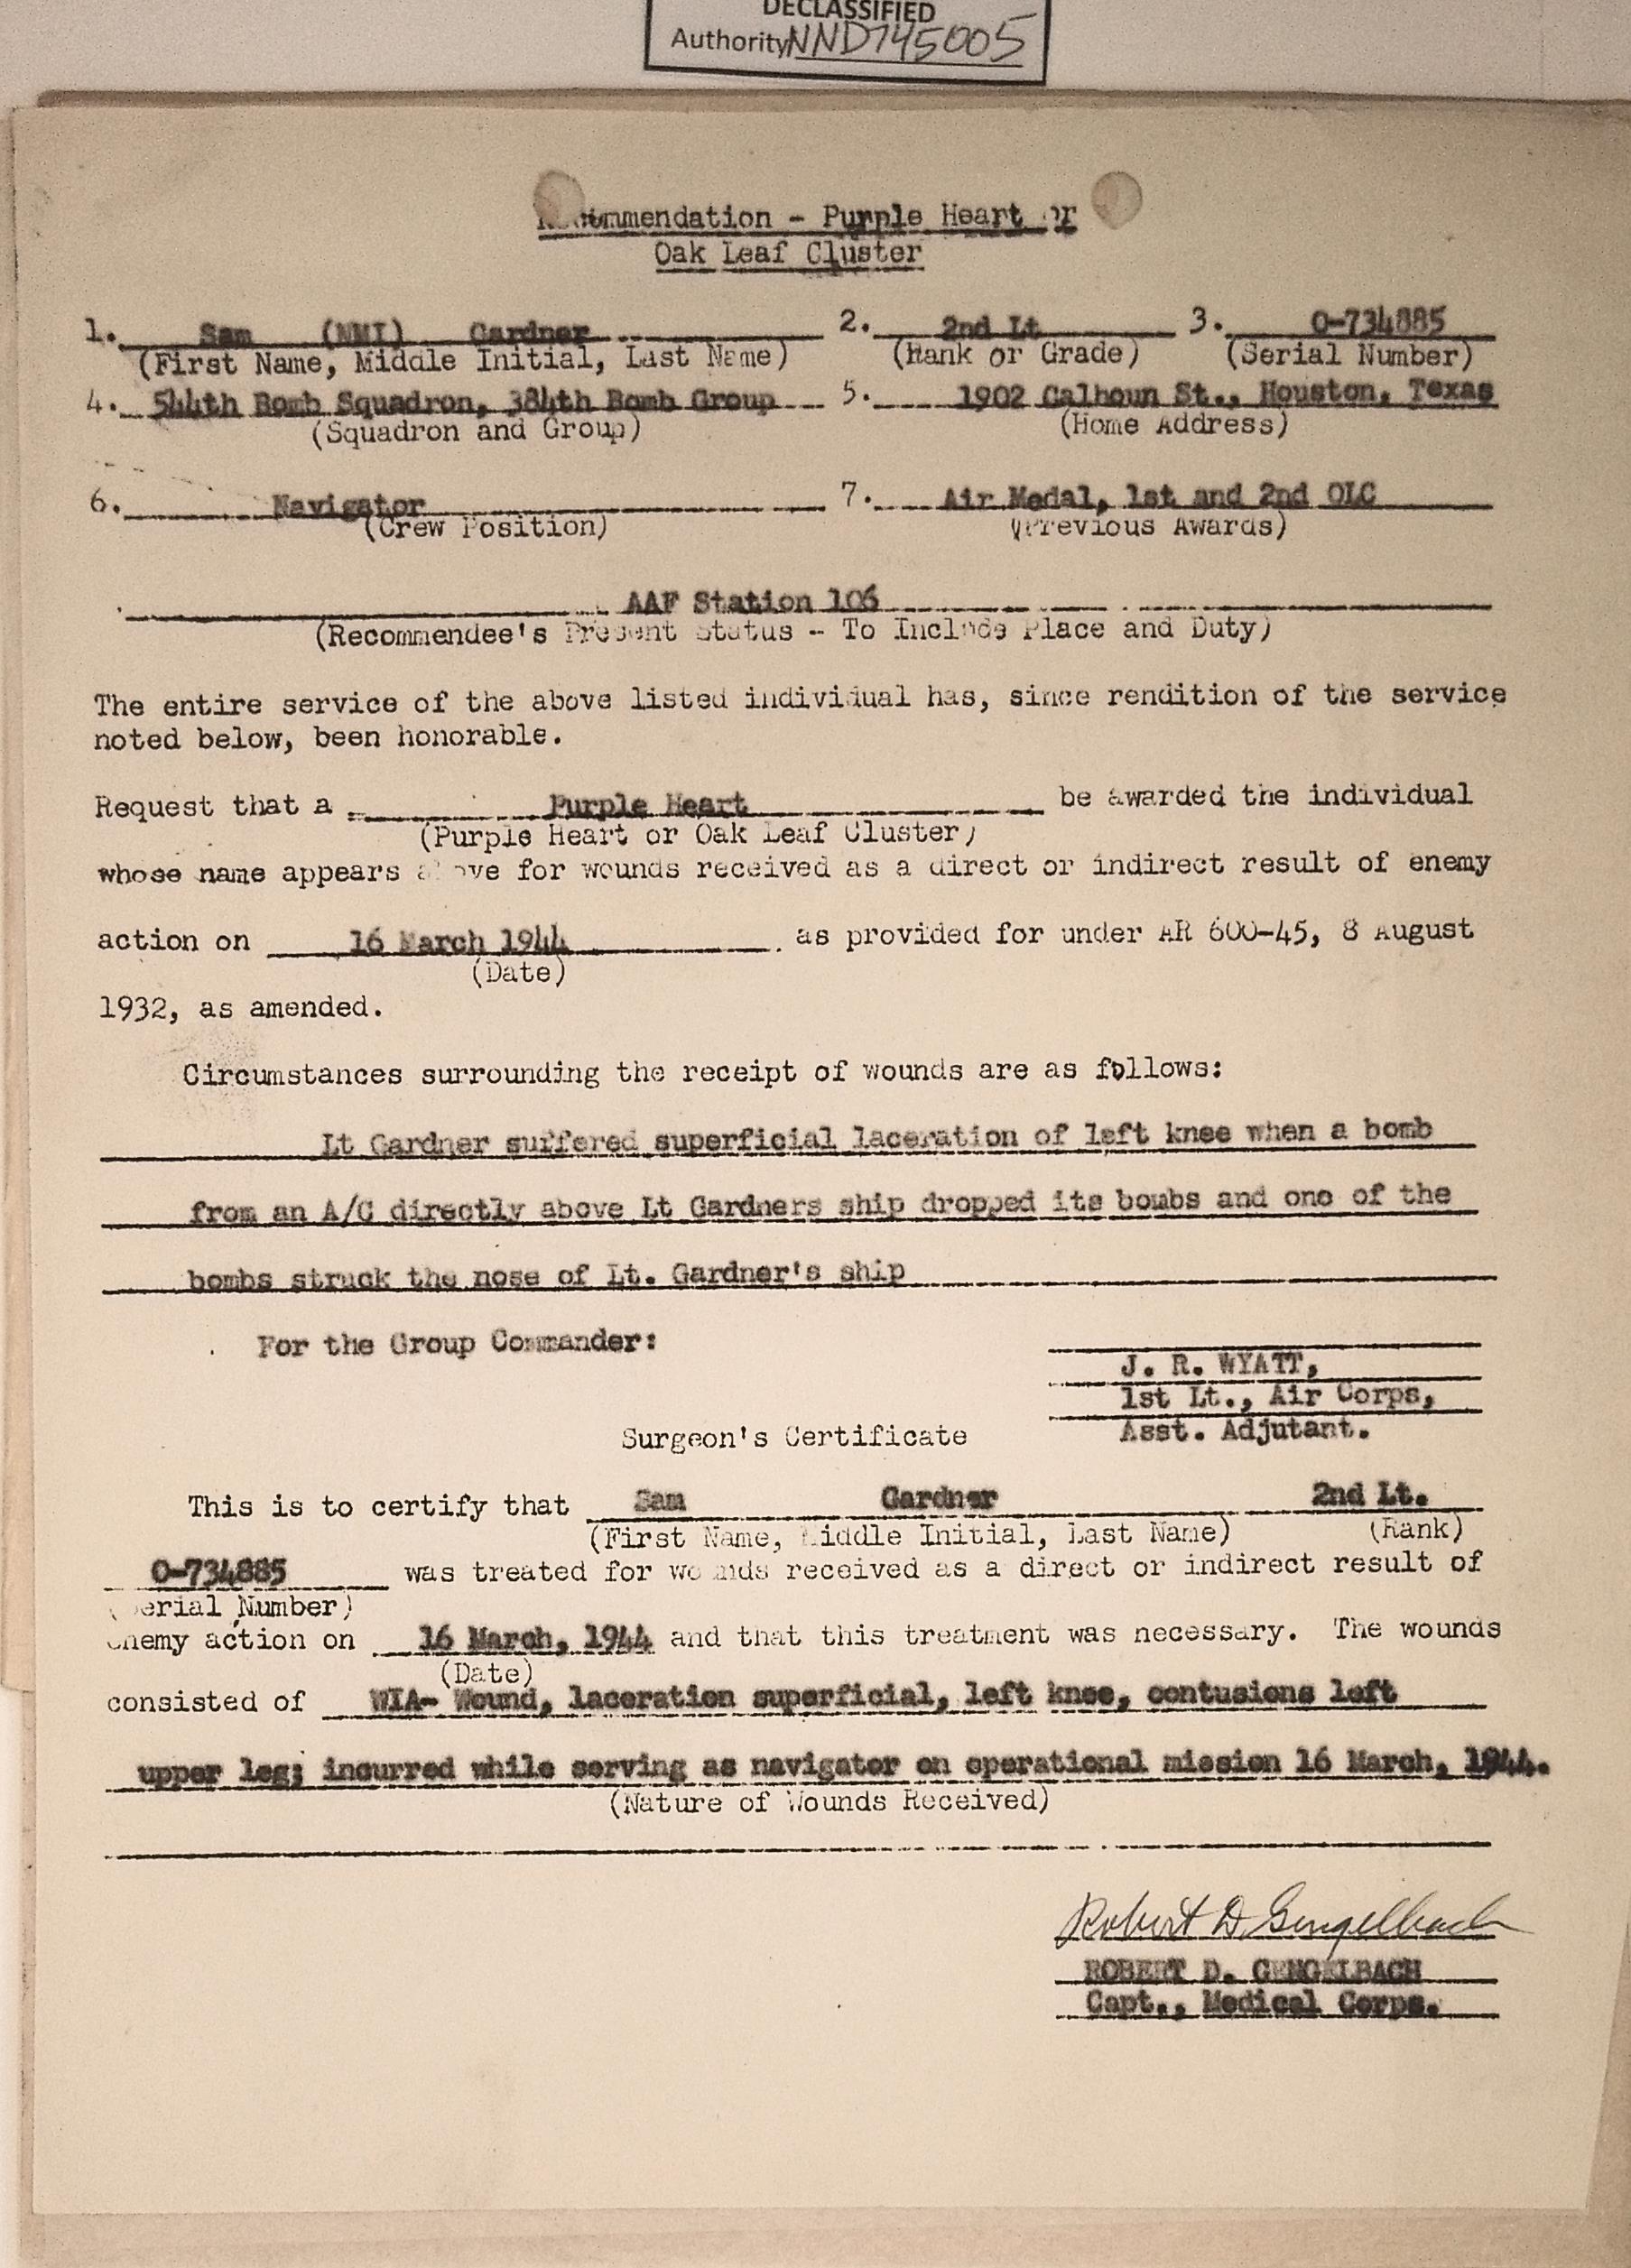 DECLASSIFIED
Authority NND745005
Recommendation - Purple Heart or
Oak Leaf Cluster
1. Sam (NMI) Gardner 2. 2nd Lt 3. O-734885
(First Name, Middle Initial, Last Name) (Rank or Grade) (Serial Number)
4. 544th Bomb Squadron, 384th Bomb Group 5. 1902 Calhoun St., Houston, Texas
(Squadron and Group) (Home Address)
6. Navigator 7. Air Medal, 1st and 2nd OLC
(Crew Position) (Previous Awards)
AAF Station 106
(Recommendee's Present Status - To Include Place and Duty)
The entire service of the above listed individual has, since rendition of the service
noted below, been honorable.
Request that a Purple Heart be awarded the individual
(Purple Heart or Oak Leaf Cluster)
whose name appears above for wounds received as a direct or indirect result of enemy
action on 16 March 1944 as provided for under AR 600-45, 8 August
(Date)
1932, as amended.
Circumstances surrounding the receipt of wounds are as follows:
Lt Gardner suffered superficial laceration of left knee when a bomb
from an A/C directly above Lt Gardners ship dropped its bombs and one of the
bombs struck the nose of Lt. Gardner's ship
For the Group Commander:
J. R. WYATT,
1st Lt., Air Corps,
Asst. Adjutant.
Surgeon's Certificate
This is to certify that Sam Gardner 2nd Lt.
(First Name, Middle Initial, Last Name) (Rank)
O-734885 was treated for wounds received as a direct or indirect result of
(Serial Number)
enemy action on 16 March, 1944 and that this treatment was necessary. The wounds
(Date)
consisted of WIA- Wound, laceration superficial, left knee, contusions left
upper leg; incurred while serving as navigator on operational mission 16 March, 1944.
(Nature of Wounds Received)
Robert D Gengelbach
ROBERT D. GENGELBACH
Capt., Medical Corps.